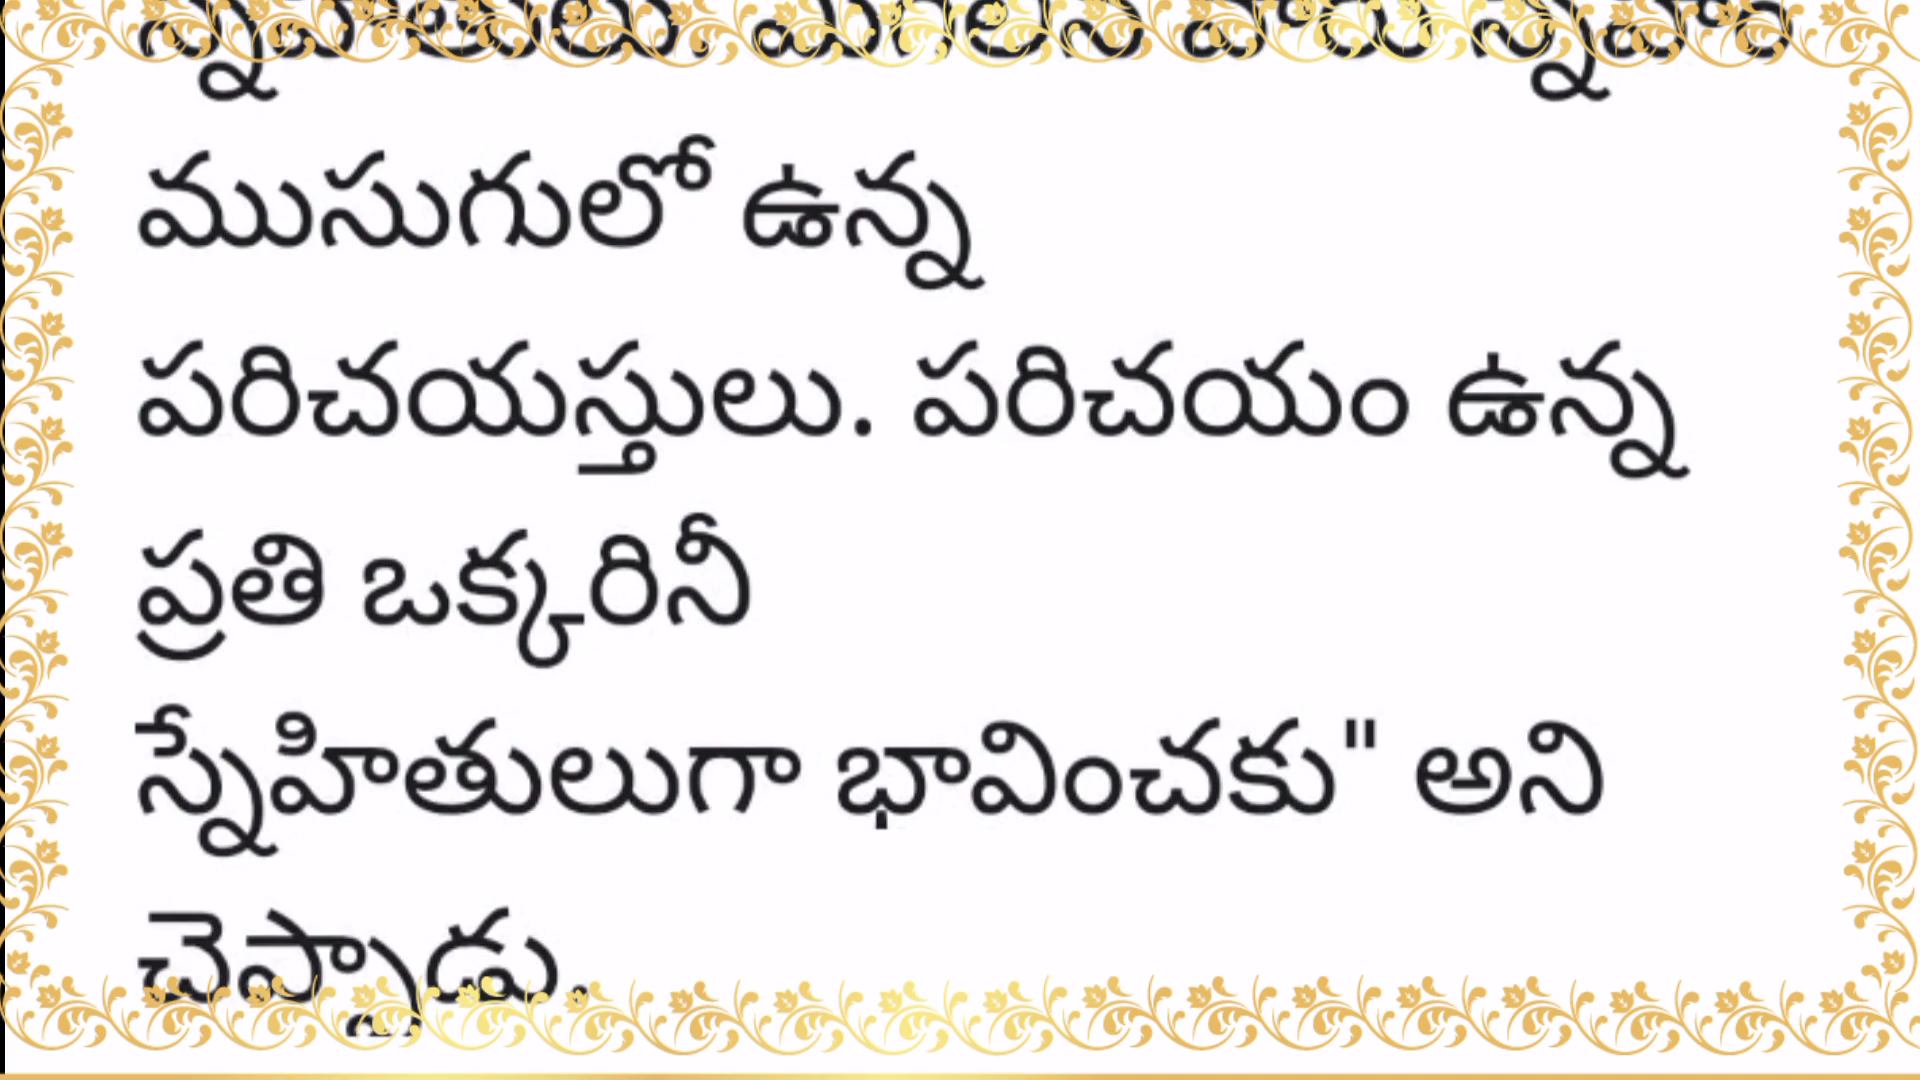 స్నేహితులు. మిగిలిన వారు స్నేహం
ముసుగులో ఉన్న
పరిచయస్తులు. పరిచయం ఉన్న
ప్రతి ఒక్కరినీ
స్నేహితులుగా భావించకు" అని
చెప్పాడు.